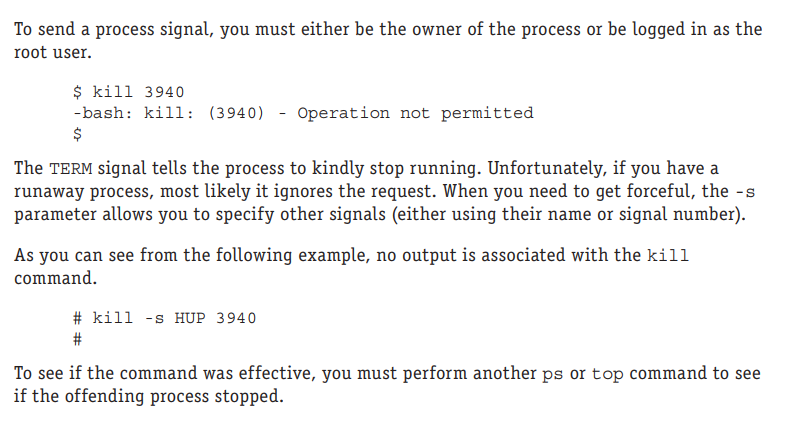 To send a process signal, you must either be the owner of the process or be logged in as the
root user.
$ kill 3940
-bash: kill: (3940) - Operation not permitted
$
The TERM signal tells the process to kindly stop running. Unfortunately, if you have a
runaway process, most likely it ignores the request. When you need to get forceful, the -s
parameter allows you to specify other signals (either using their name or signal number).
As you can see from the following example, no output is associated with the kill
command.
# kill -s HUP 3940
#
To see if the command was effective, you must perform another ps or top command to see
if the offending process stopped.